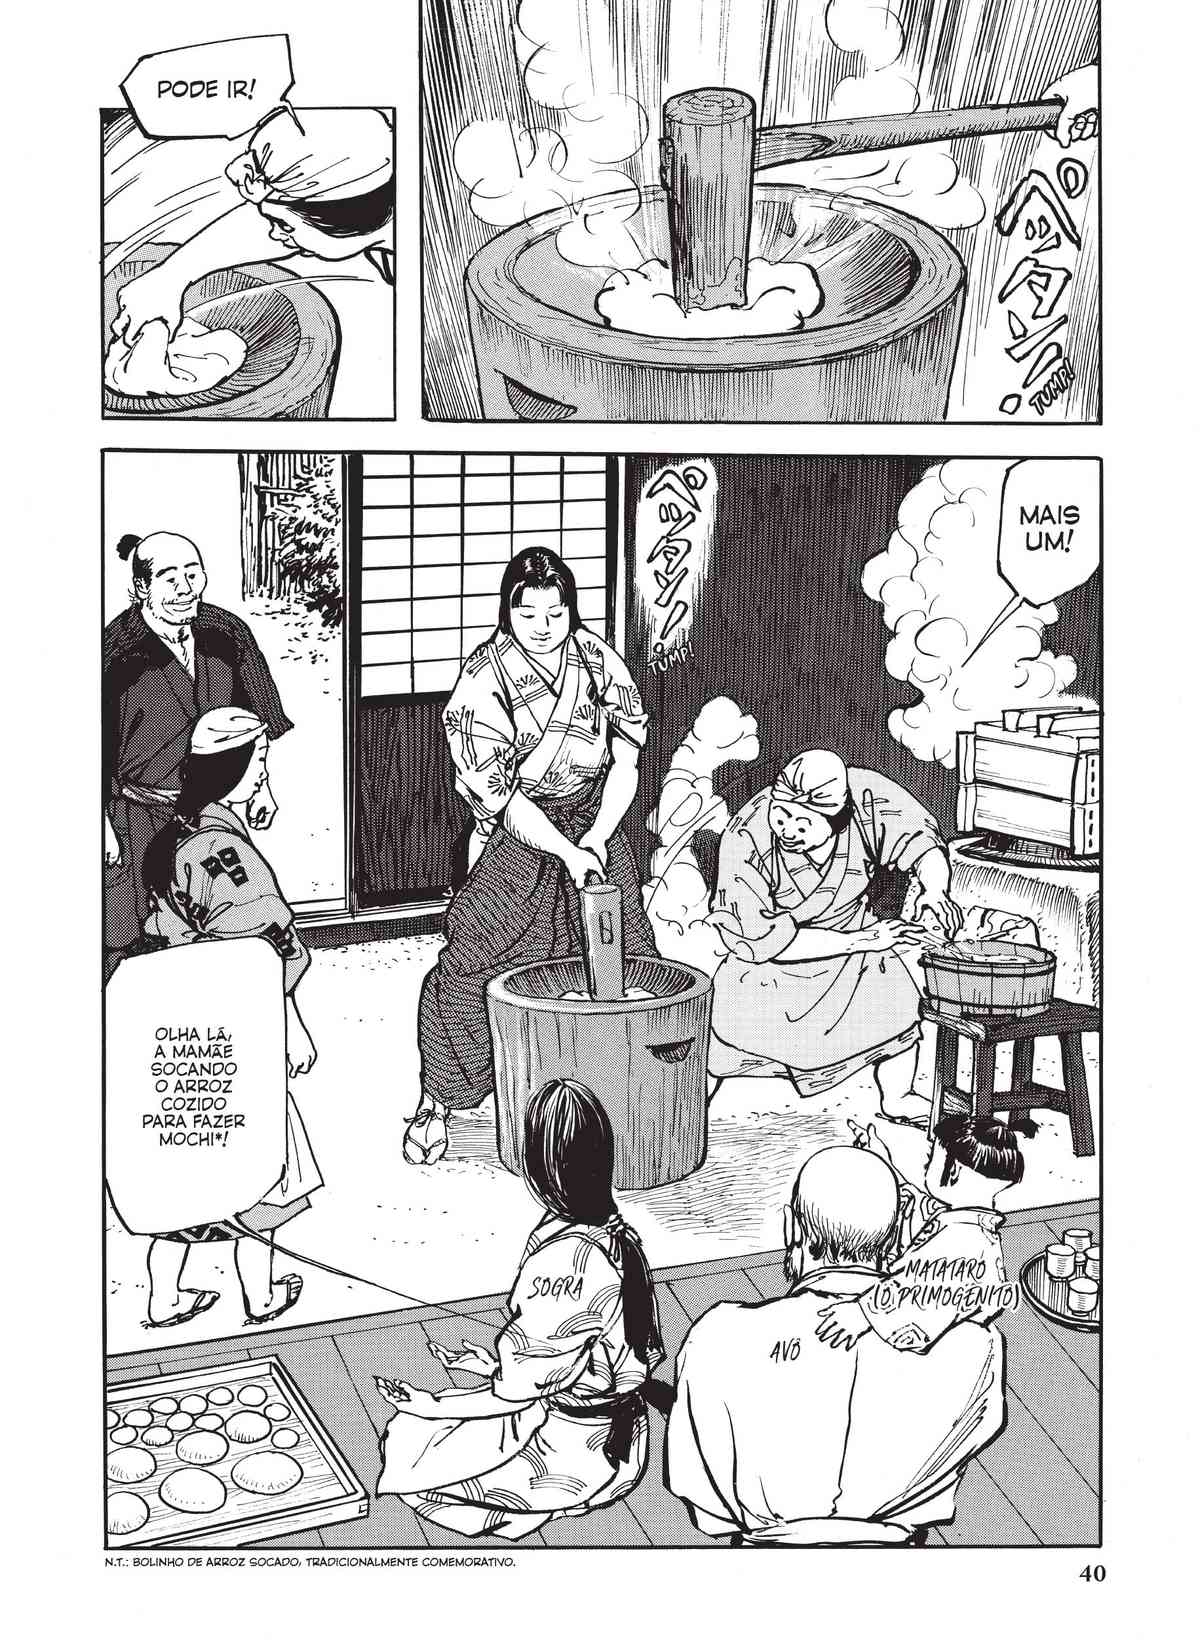 PODE IR!
ペッタン!
TUMP!
ペッタン!
TUMP!
MAIS
UM!
OLHA LÁ,
A MAMÃE
SOCANDO
O ARROZ
COZIDO
PARA FAZER
MOCHI*!
SOGRA
AVÔ
MATATARO
(O PRIMOGÊNITO)
N.T.: BOLINHO DE ARROZ SOCADO, TRADICIONALMENTE COMEMORATIVO.
40